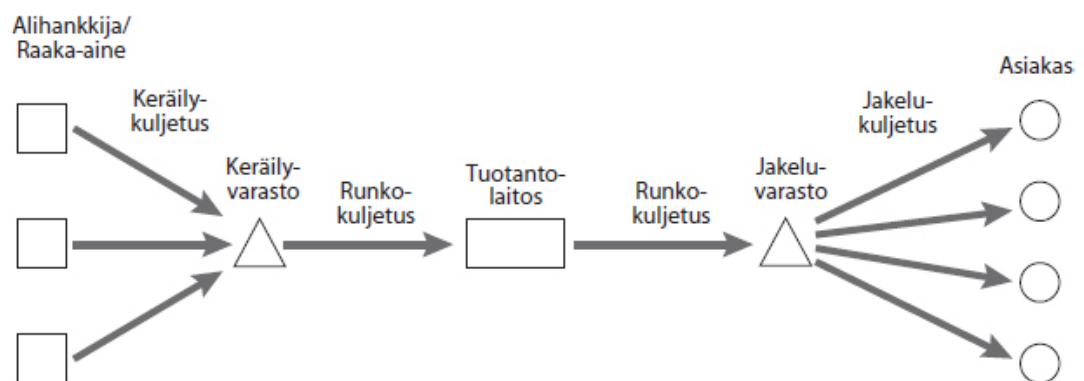 Alihankkija/
Raaka-aine
Keräily-
kuljetus
Keräily-
varasto
Runko-
kuljetus
Tuotanto-
laitos
Runko-
kuljetus
Jakelu-
varasto
Jakelu-
kuljetus
Asiakas